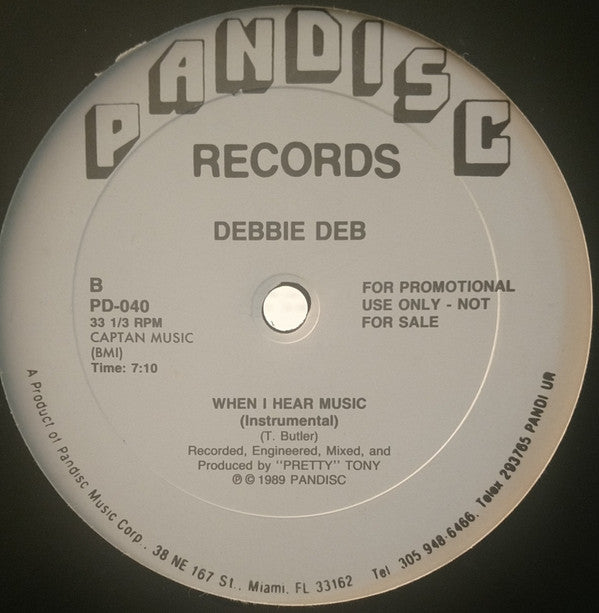 PANDISC
RECORDS
DEBBIE DEB
B
PD-040
33 1/3 RPM
CAPTAN MUSIC
(BMI)
Time: 7:10
FOR PROMOTIONAL
USE ONLY - NOT
FOR SALE
WHEN I HEAR MUSIC
(Instrumental)
(T. Butler)
Recorded, Engineered, Mixed, and
Produced by "PRETTY" TONY
℗ © 1989 PANDISC
A Product of Pandisc Music Corp., 38 NE 167 St., Miami, FL 33162 Tel 305 948-6466, Telex 293765 PANDI UR